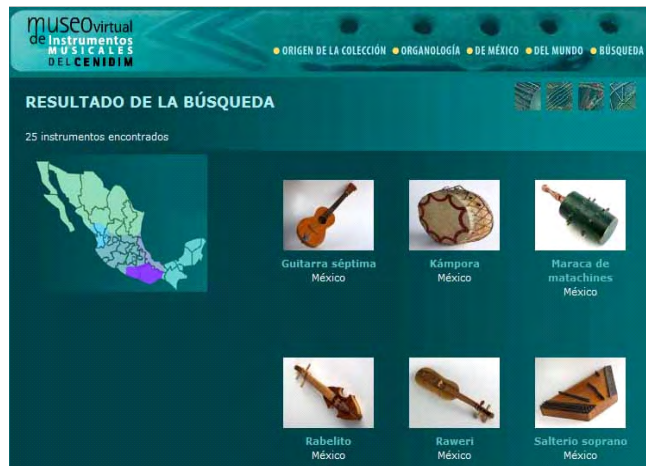 museo virtual
de Instrumentos
MUSICALES
DEL CENIDIM
ORIGEN DE LA COLECCIÓN ORGANOLOGÍA DE MÉXICO DEL MUNDO BÚSQUEDA
RESULTADO DE LA BÚSQUEDA
25 instrumentos encontrados
Guitarra séptima
México
Kámpora
México
Maraca de
matachines
México
Rabelito
México
Raweri
México
Salterio soprano
México